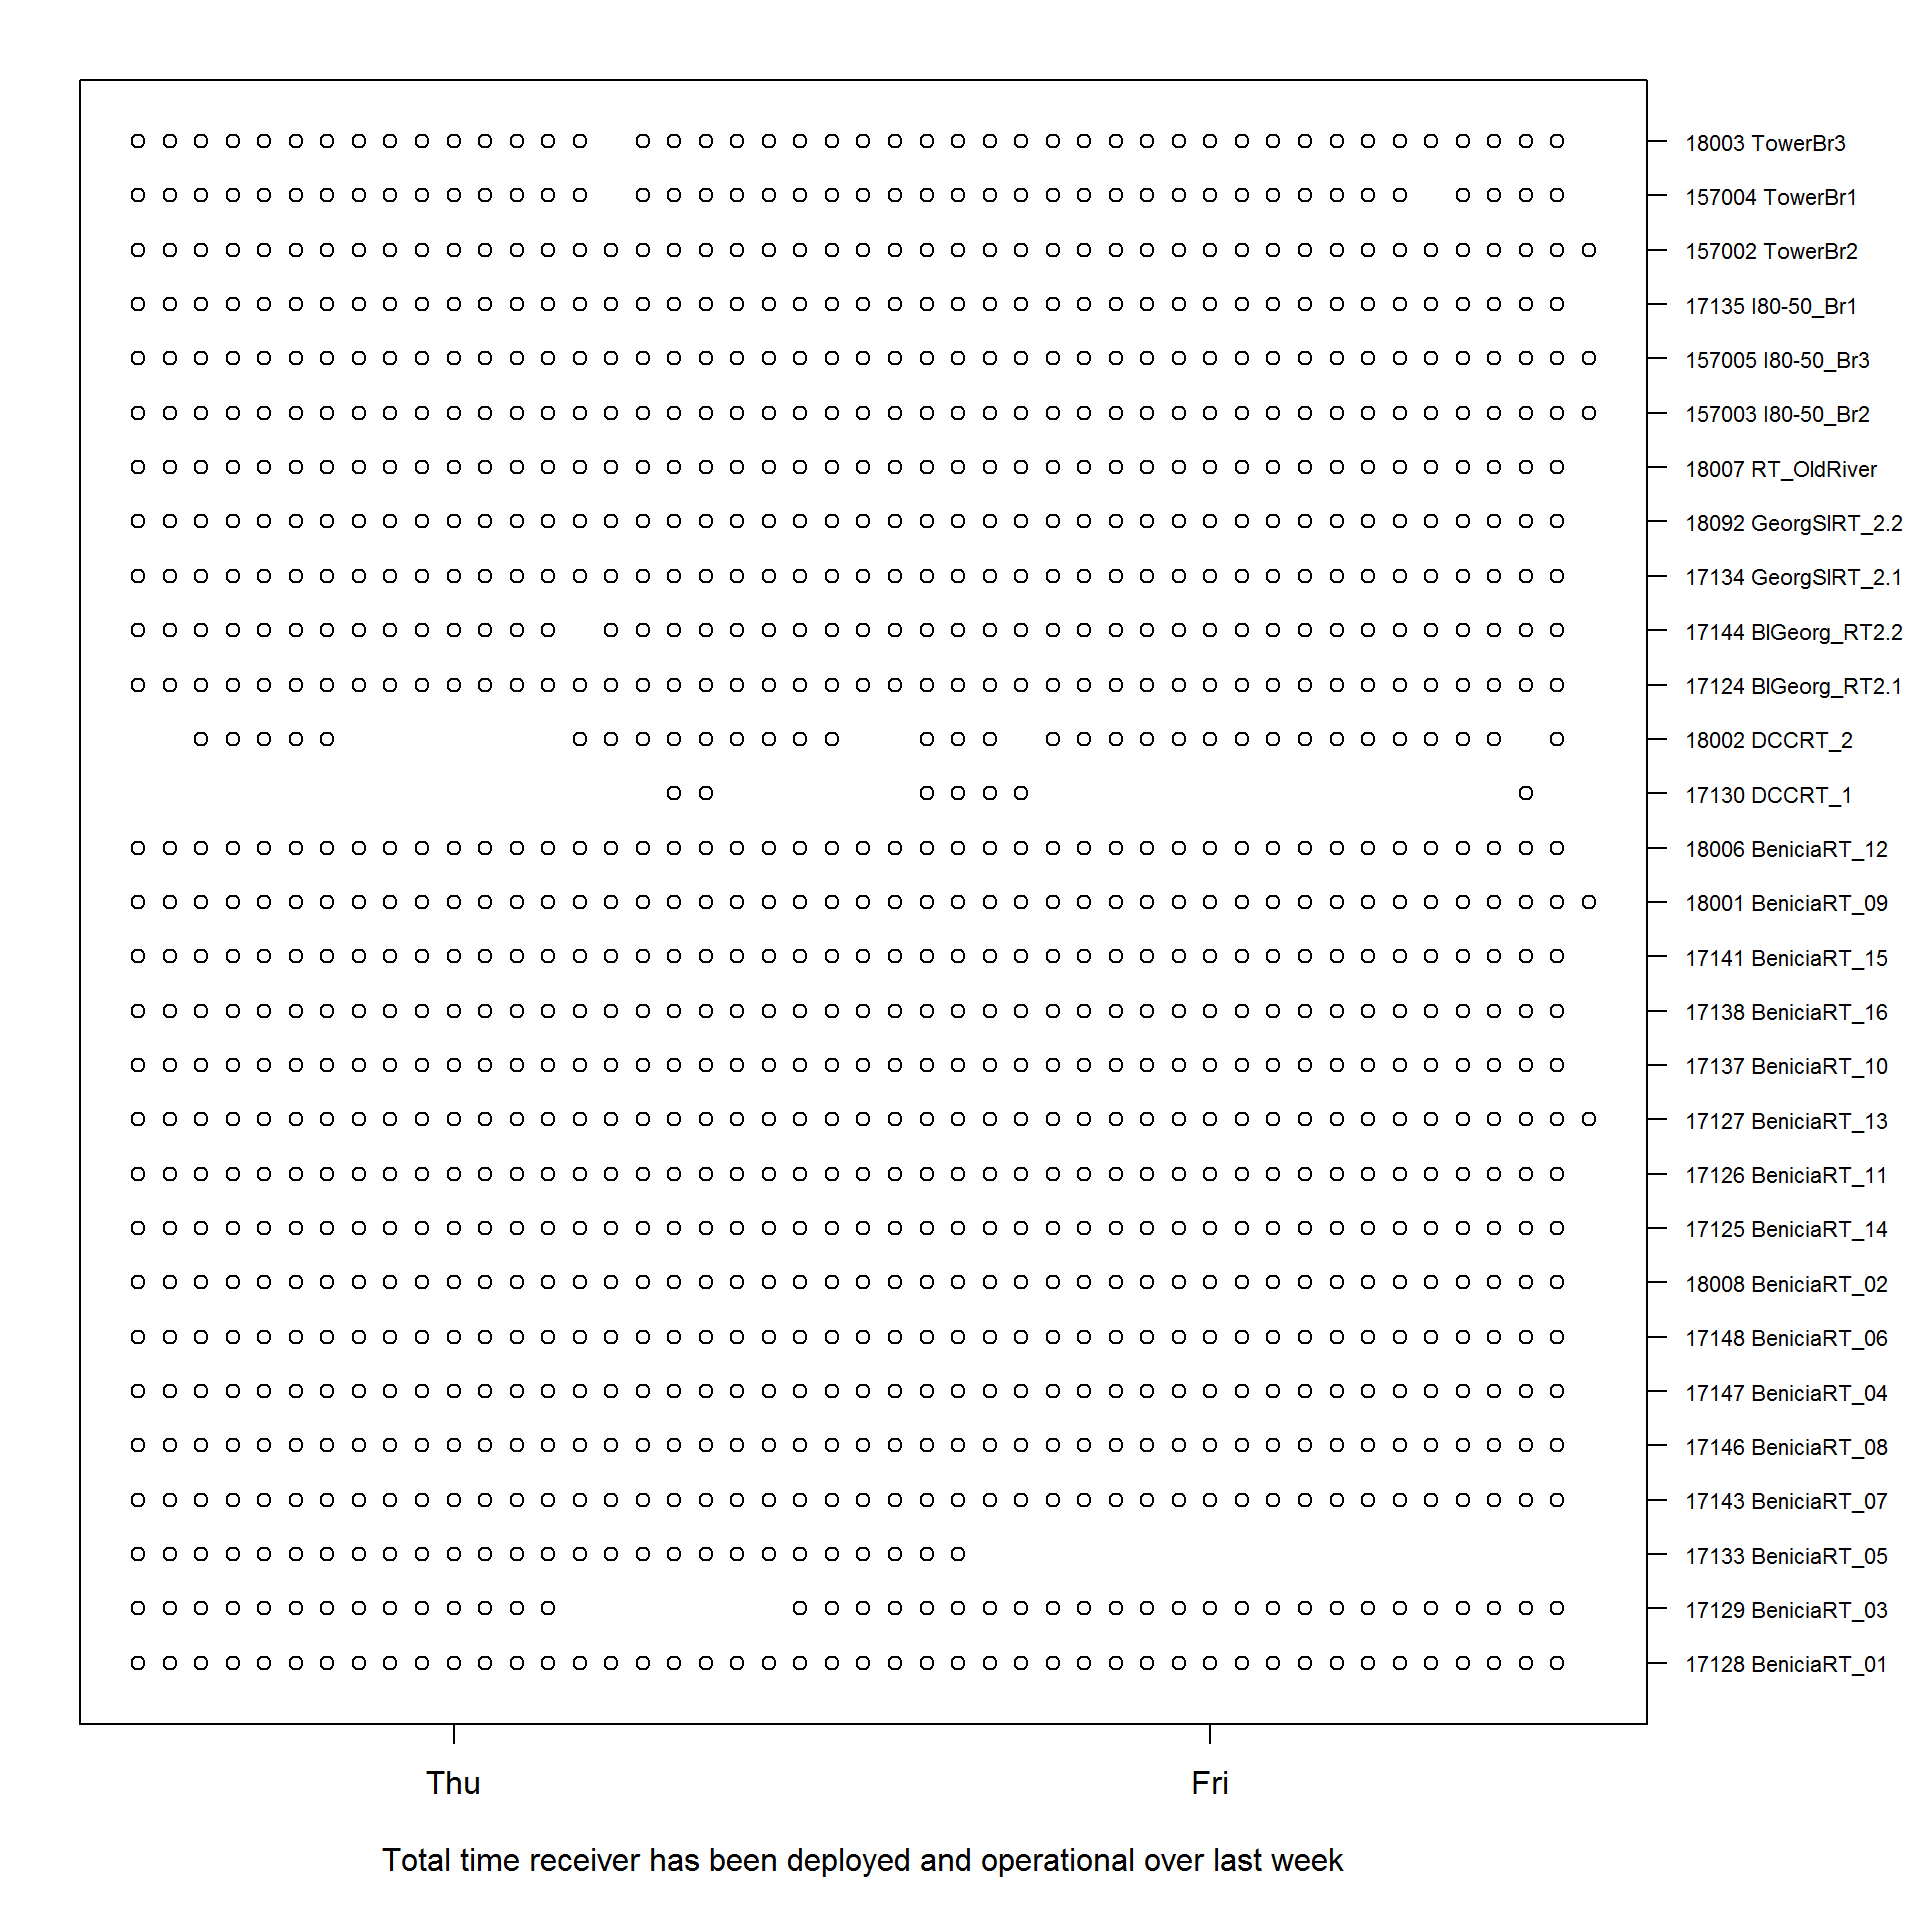 18003 TowerBr3
157004 TowerBr1
157002 TowerBr2
17135 I80-50_Br1
157005 I80-50_Br3
157003 I80-50_Br2
18007 RT_OldRiver
18092 GeorgSlRT_2.2
17134 GeorgSlRT_2.1
17144 BlGeorg_RT2.2
17124 BlGeorg_RT2.1
18002 DCCRT_2
17130 DCCRT_1
18006 BeniciaRT_12
18001 BeniciaRT_09
17141 BeniciaRT_15
17138 BeniciaRT_16
17137 BeniciaRT_10
17127 BeniciaRT_13
17126 BeniciaRT_11
17125 BeniciaRT_14
18008 BeniciaRT_02
17148 BeniciaRT_06
17147 BeniciaRT_04
17146 BeniciaRT_08
17143 BeniciaRT_07
17133 BeniciaRT_05
17129 BeniciaRT_03
17128 BeniciaRT_01
Thu Fri
Total time receiver has been deployed and operational over last week